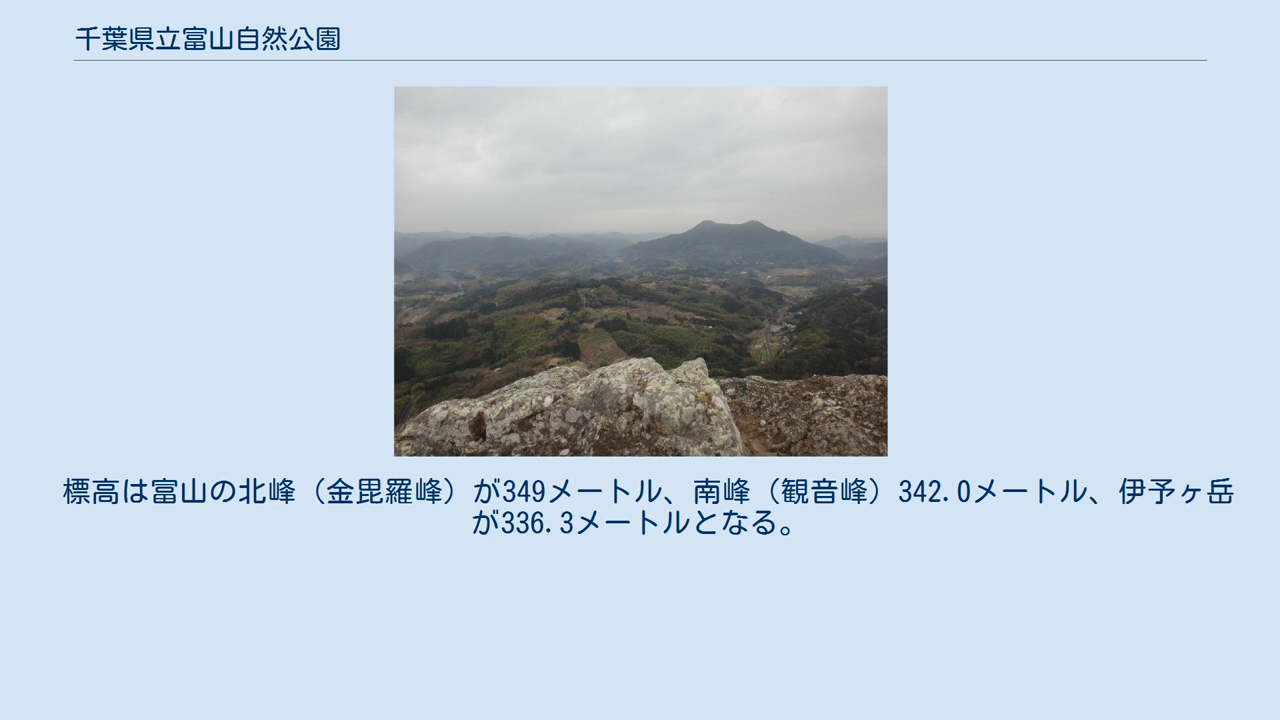 千葉県立富山自然公園
標高は富山の北峰（金毘羅峰）が349メートル、南峰（観音峰）342.0メートル、伊予ヶ岳
が336.3メートルとなる。